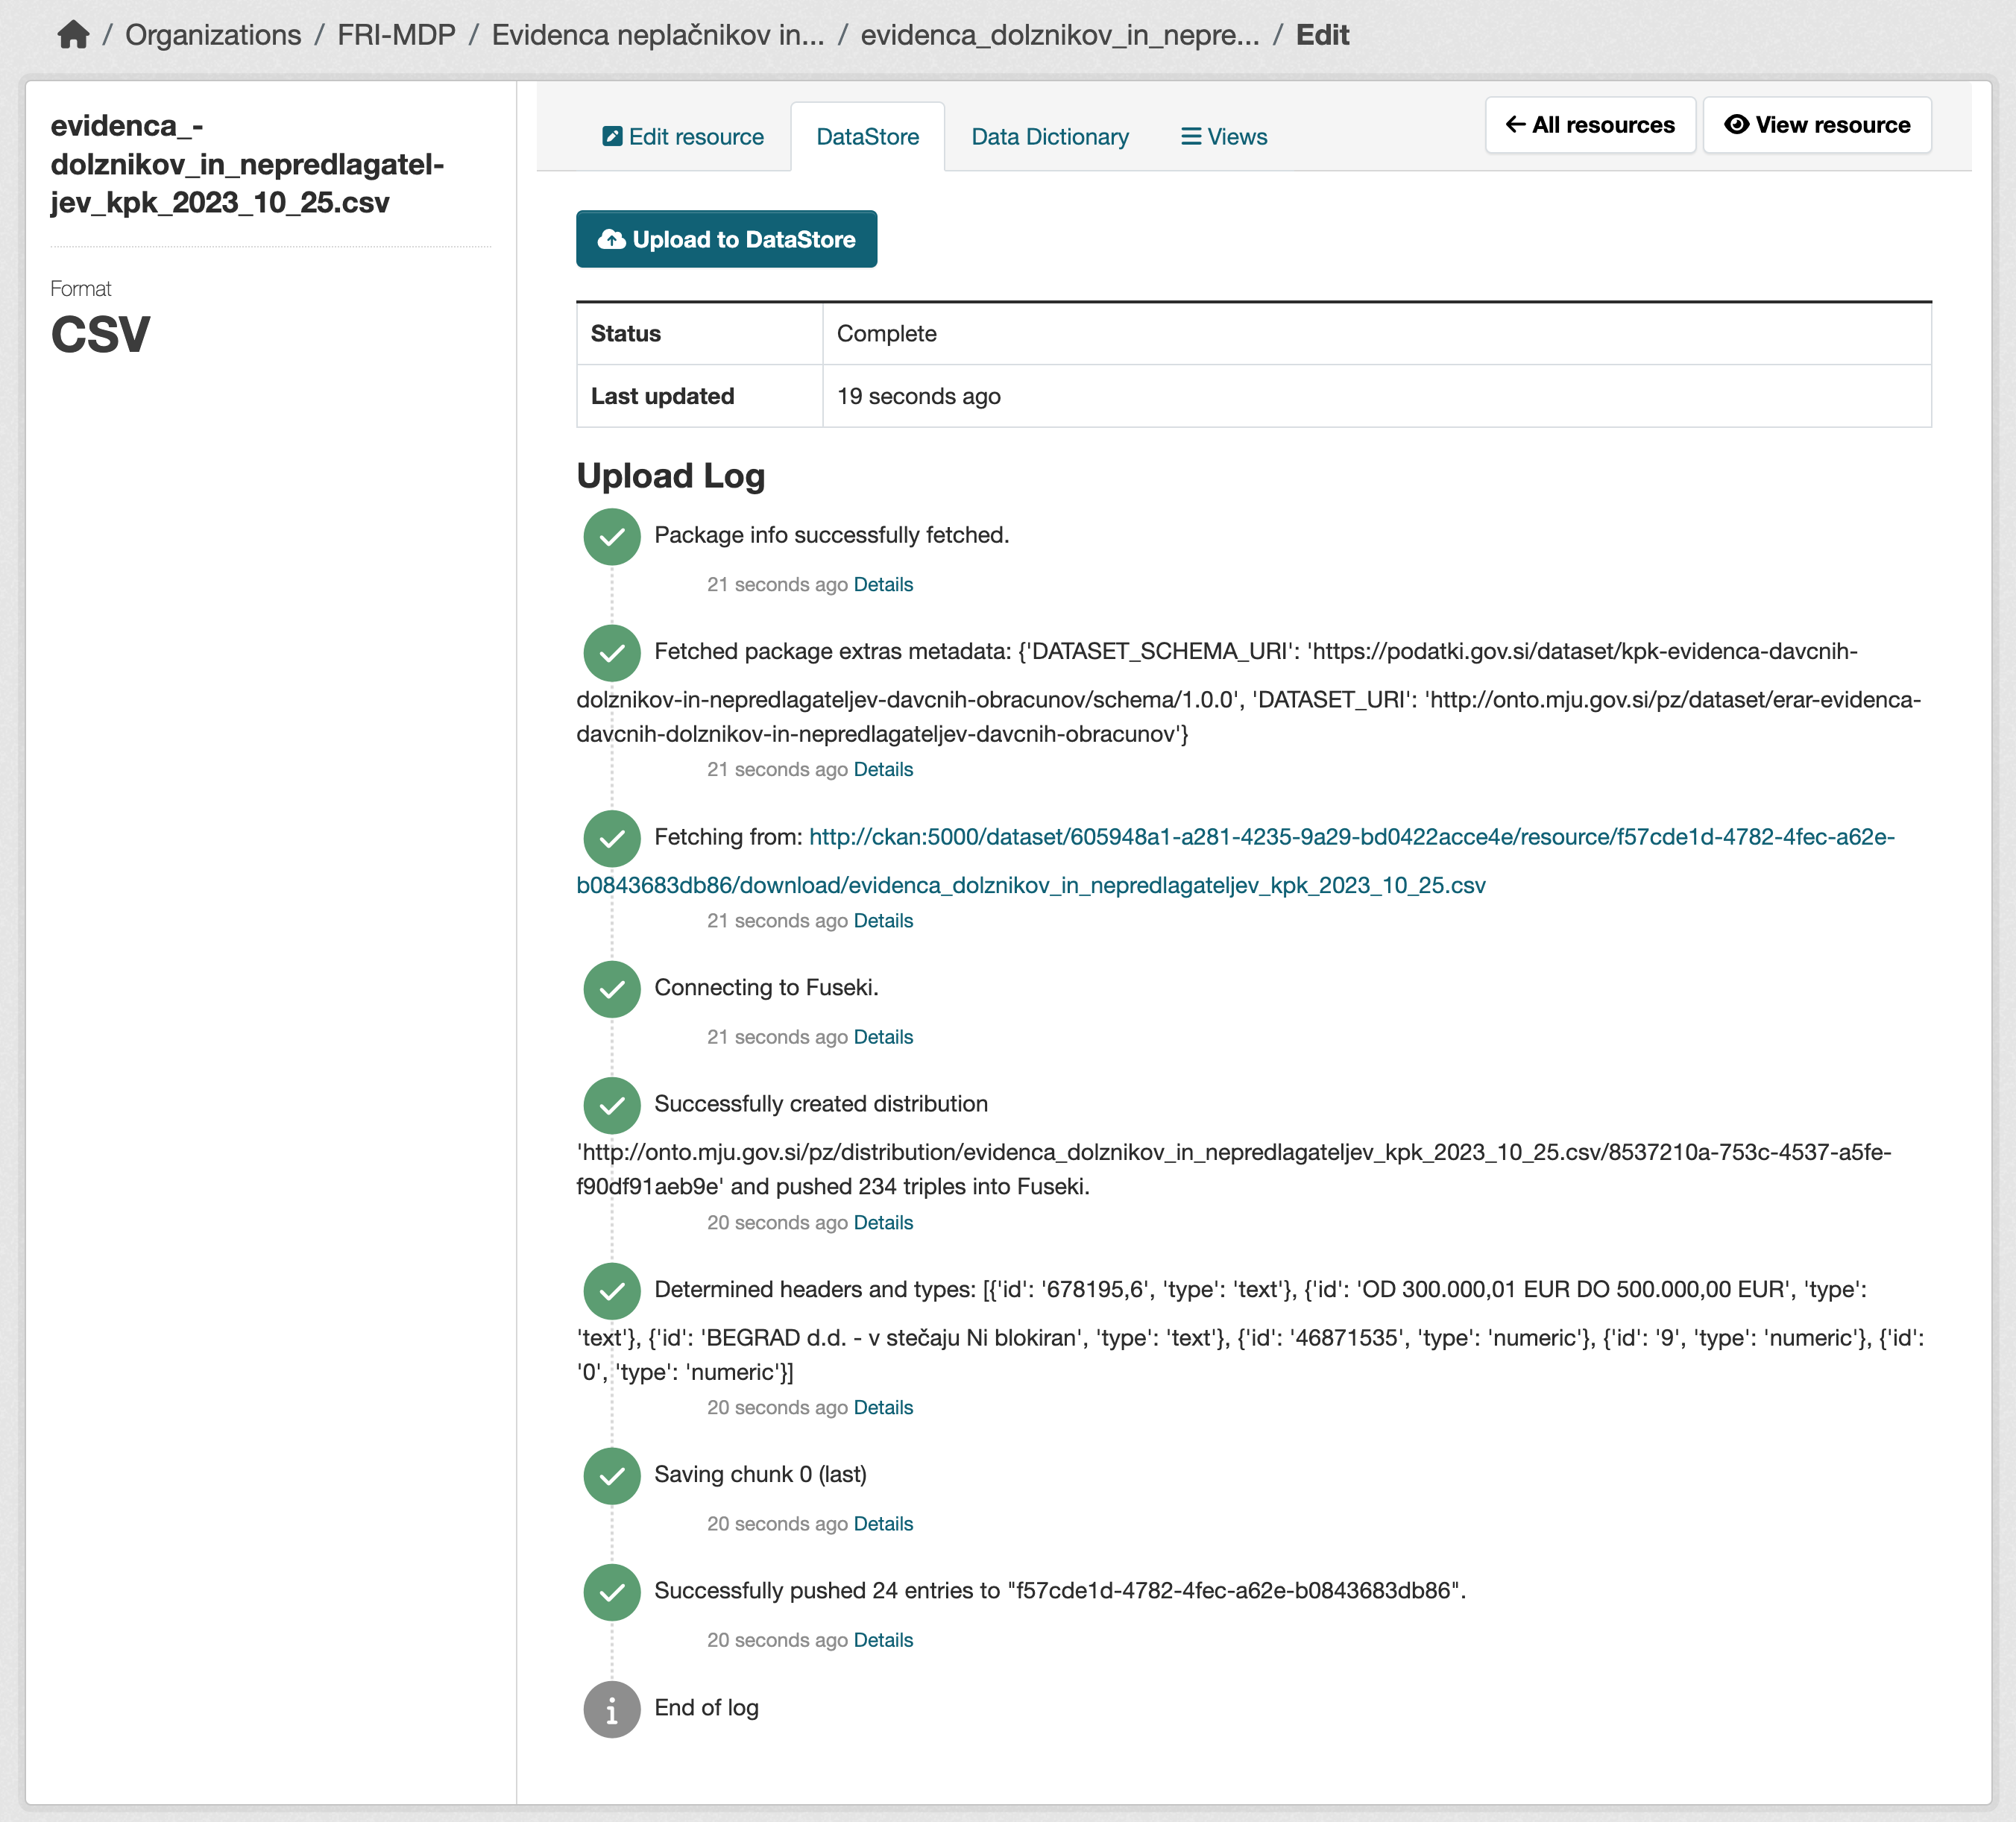 / Organizations / FRI-MDP / Evidenca neplačnikov in... / evidenca_dolznikov_in_nepre... / Edit
evidenca_-
dolznikov_in_nepredlagatel-
jev_kpk_2023_10_25.csv
Format
CSV
Edit resource
DataStore
Data Dictionary
Views
All resources
View resource
Upload to DataStore
Status Complete
Last updated 19 seconds ago
Upload Log
Package info successfully fetched.
21 seconds ago Details
Fetched package extras metadata: {'DATASET_SCHEMA_URI': 'https://podatki.gov.si/dataset/kpk-evidenca-davcnih-
dolznikov-in-nepredlagateljev-davcnih-obracunov/schema/1.0.0', 'DATASET_URI': 'http://onto.mju.gov.si/pz/dataset/erar-evidenca-
davcnih-dolznikov-in-nepredlagateljev-davcnih-obracunov'}
21 seconds ago Details
Fetching from: http://ckan:5000/dataset/605948a1-a281-4235-9a29-bd0422acce4e/resource/f57cde1d-4782-4fec-a62e-
b0843683db86/download/evidenca_dolznikov_in_nepredlagateljev_kpk_2023_10_25.csv
21 seconds ago Details
Connecting to Fuseki.
21 seconds ago Details
Successfully created distribution
'http://onto.mju.gov.si/pz/distribution/evidenca_dolznikov_in_nepredlagateljev_kpk_2023_10_25.csv/8537210a-753c-4537-a5fe-
f90df91aeb9e' and pushed 234 triples into Fuseki.
20 seconds ago Details
Determined headers and types: [{'id': '678195,6', 'type': 'text'}, {'id': 'OD 300.000,01 EUR DO 500.000,00 EUR', 'type':
'text'}, {'id': 'BEGRAD d.d. - v stečaju Ni blokiran', 'type': 'text'}, {'id': '46871535', 'type': 'numeric'}, {'id': '9', 'type': 'numeric'}, {'id':
'0', 'type': 'numeric'}]
20 seconds ago Details
Saving chunk 0 (last)
20 seconds ago Details
Successfully pushed 24 entries to "f57cde1d-4782-4fec-a62e-b0843683db86".
20 seconds ago Details
End of log